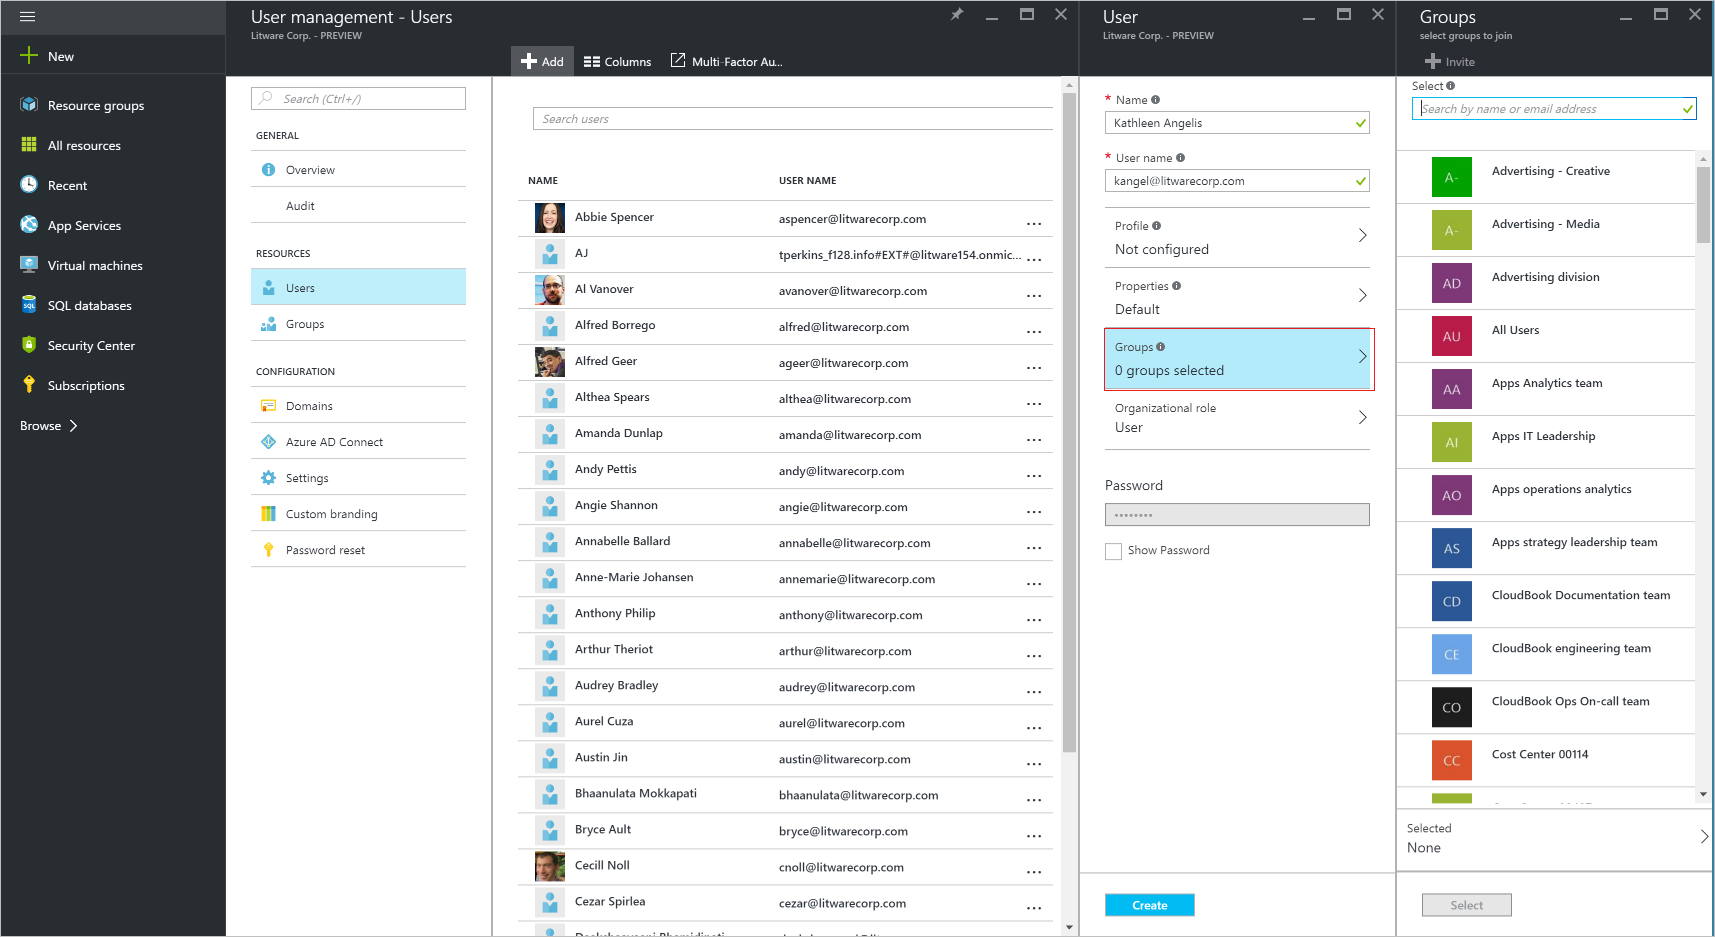 New
Resource groups
All resources
Recent
App Services
Virtual machines
SQL databases
Security Center
Subscriptions
Browse
User management - Users
Litware Corp. - PREVIEW
Add
Columns
Multi-Factor Au...
Search (Ctrl+/)
GENERAL
Overview
Audit
RESOURCES
Users
Groups
CONFIGURATION
Domains
Azure AD Connect
Settings
Custom branding
Password reset
Search users
NAME USER NAME
Abbie Spencer aspencer@litwarecorp.com ...
AJ tperkins_f128.info#EXT#@litware154.onmic... ...
Al Vanover avanover@litwarecorp.com ...
Alfred Borrego alfred@litwarecorp.com ...
Alfred Geer ageer@litwarecorp.com ...
Althea Spears althea@litwarecorp.com ...
Amanda Dunlap amanda@litwarecorp.com ...
Andy Pettis andy@litwarecorp.com ...
Angie Shannon angie@litwarecorp.com ...
Annabelle Ballard annabelle@litwarecorp.com ...
Anne-Marie Johansen annemarie@litwarecorp.com ...
Anthony Philip anthony@litwarecorp.com ...
Arthur Theriot arthur@litwarecorp.com ...
Audrey Bradley audrey@litwarecorp.com ...
Aurel Cuza aurel@litwarecorp.com ...
Austin Jin austin@litwarecorp.com ...
Bhaanulata Mokkapati bhaanulata@litwarecorp.com ...
Bryce Ault bryce@litwarecorp.com ...
Cecill Noll cnoll@litwarecorp.com ...
Cezar Spirlea cezar@litwarecorp.com ...
User
Litware Corp. - PREVIEW
* Name
Kathleen Angelis
* User name
kangel@litwarecorp.com
Profile
Not configured
Properties
Default
Groups
0 groups selected
Organizational role
User
Password
••••••••
Show Password
Create
Groups
select groups to join
Invite
Select
Search by name or email address
A- Advertising - Creative
A- Advertising - Media
AD Advertising division
AU All Users
AA Apps Analytics team
AI Apps IT Leadership
AO Apps operations analytics
AS Apps strategy leadership team
CD CloudBook Documentation team
CE CloudBook engineering team
CO CloudBook Ops On-call team
CC Cost Center 00114
Selected
None
Select